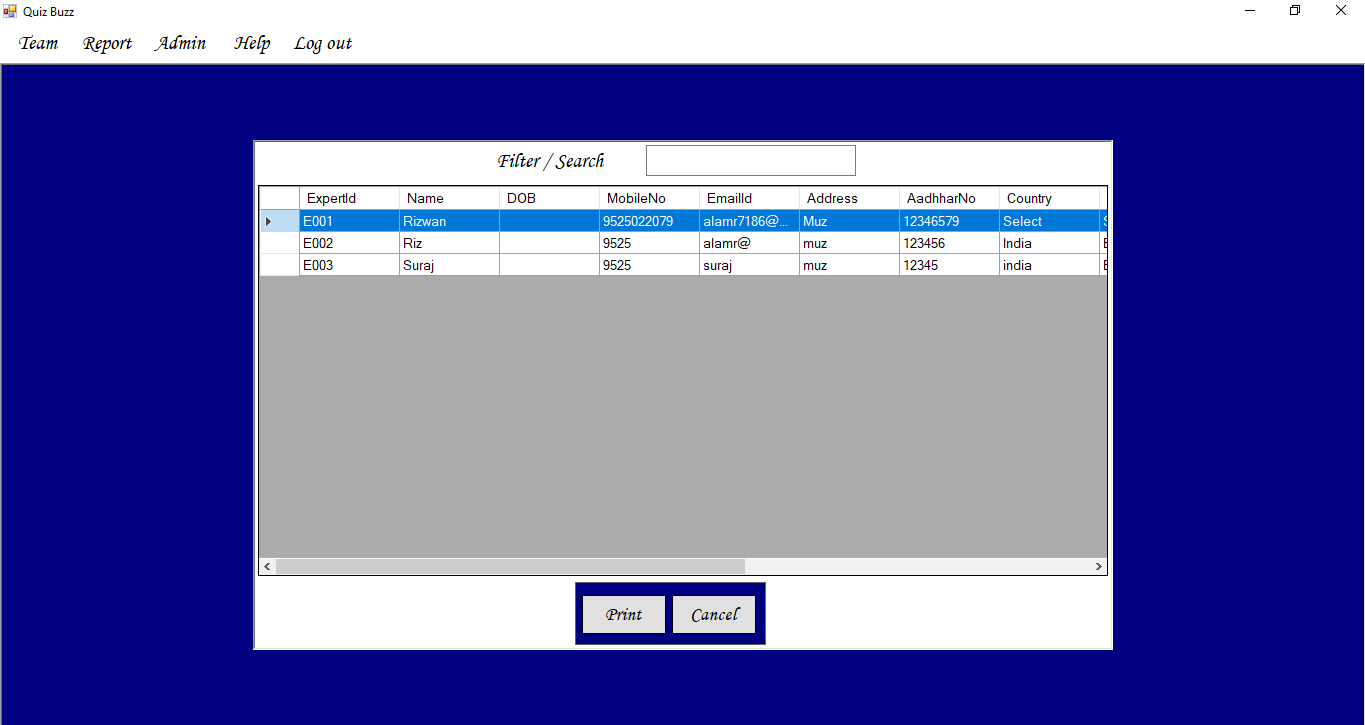 Quiz Buzz
Team Report Admin Help Log out
Filter / Search
ExpertId Name DOB MobileNo EmailId Address AadhharNo Country
E001 Rizwan 9525022079 alamr7186@... Muz 12346579 Select
E002 Riz 9525 alamr@ muz 123456 India
E003 Suraj 9525 suraj muz 12345 india
Print Cancel